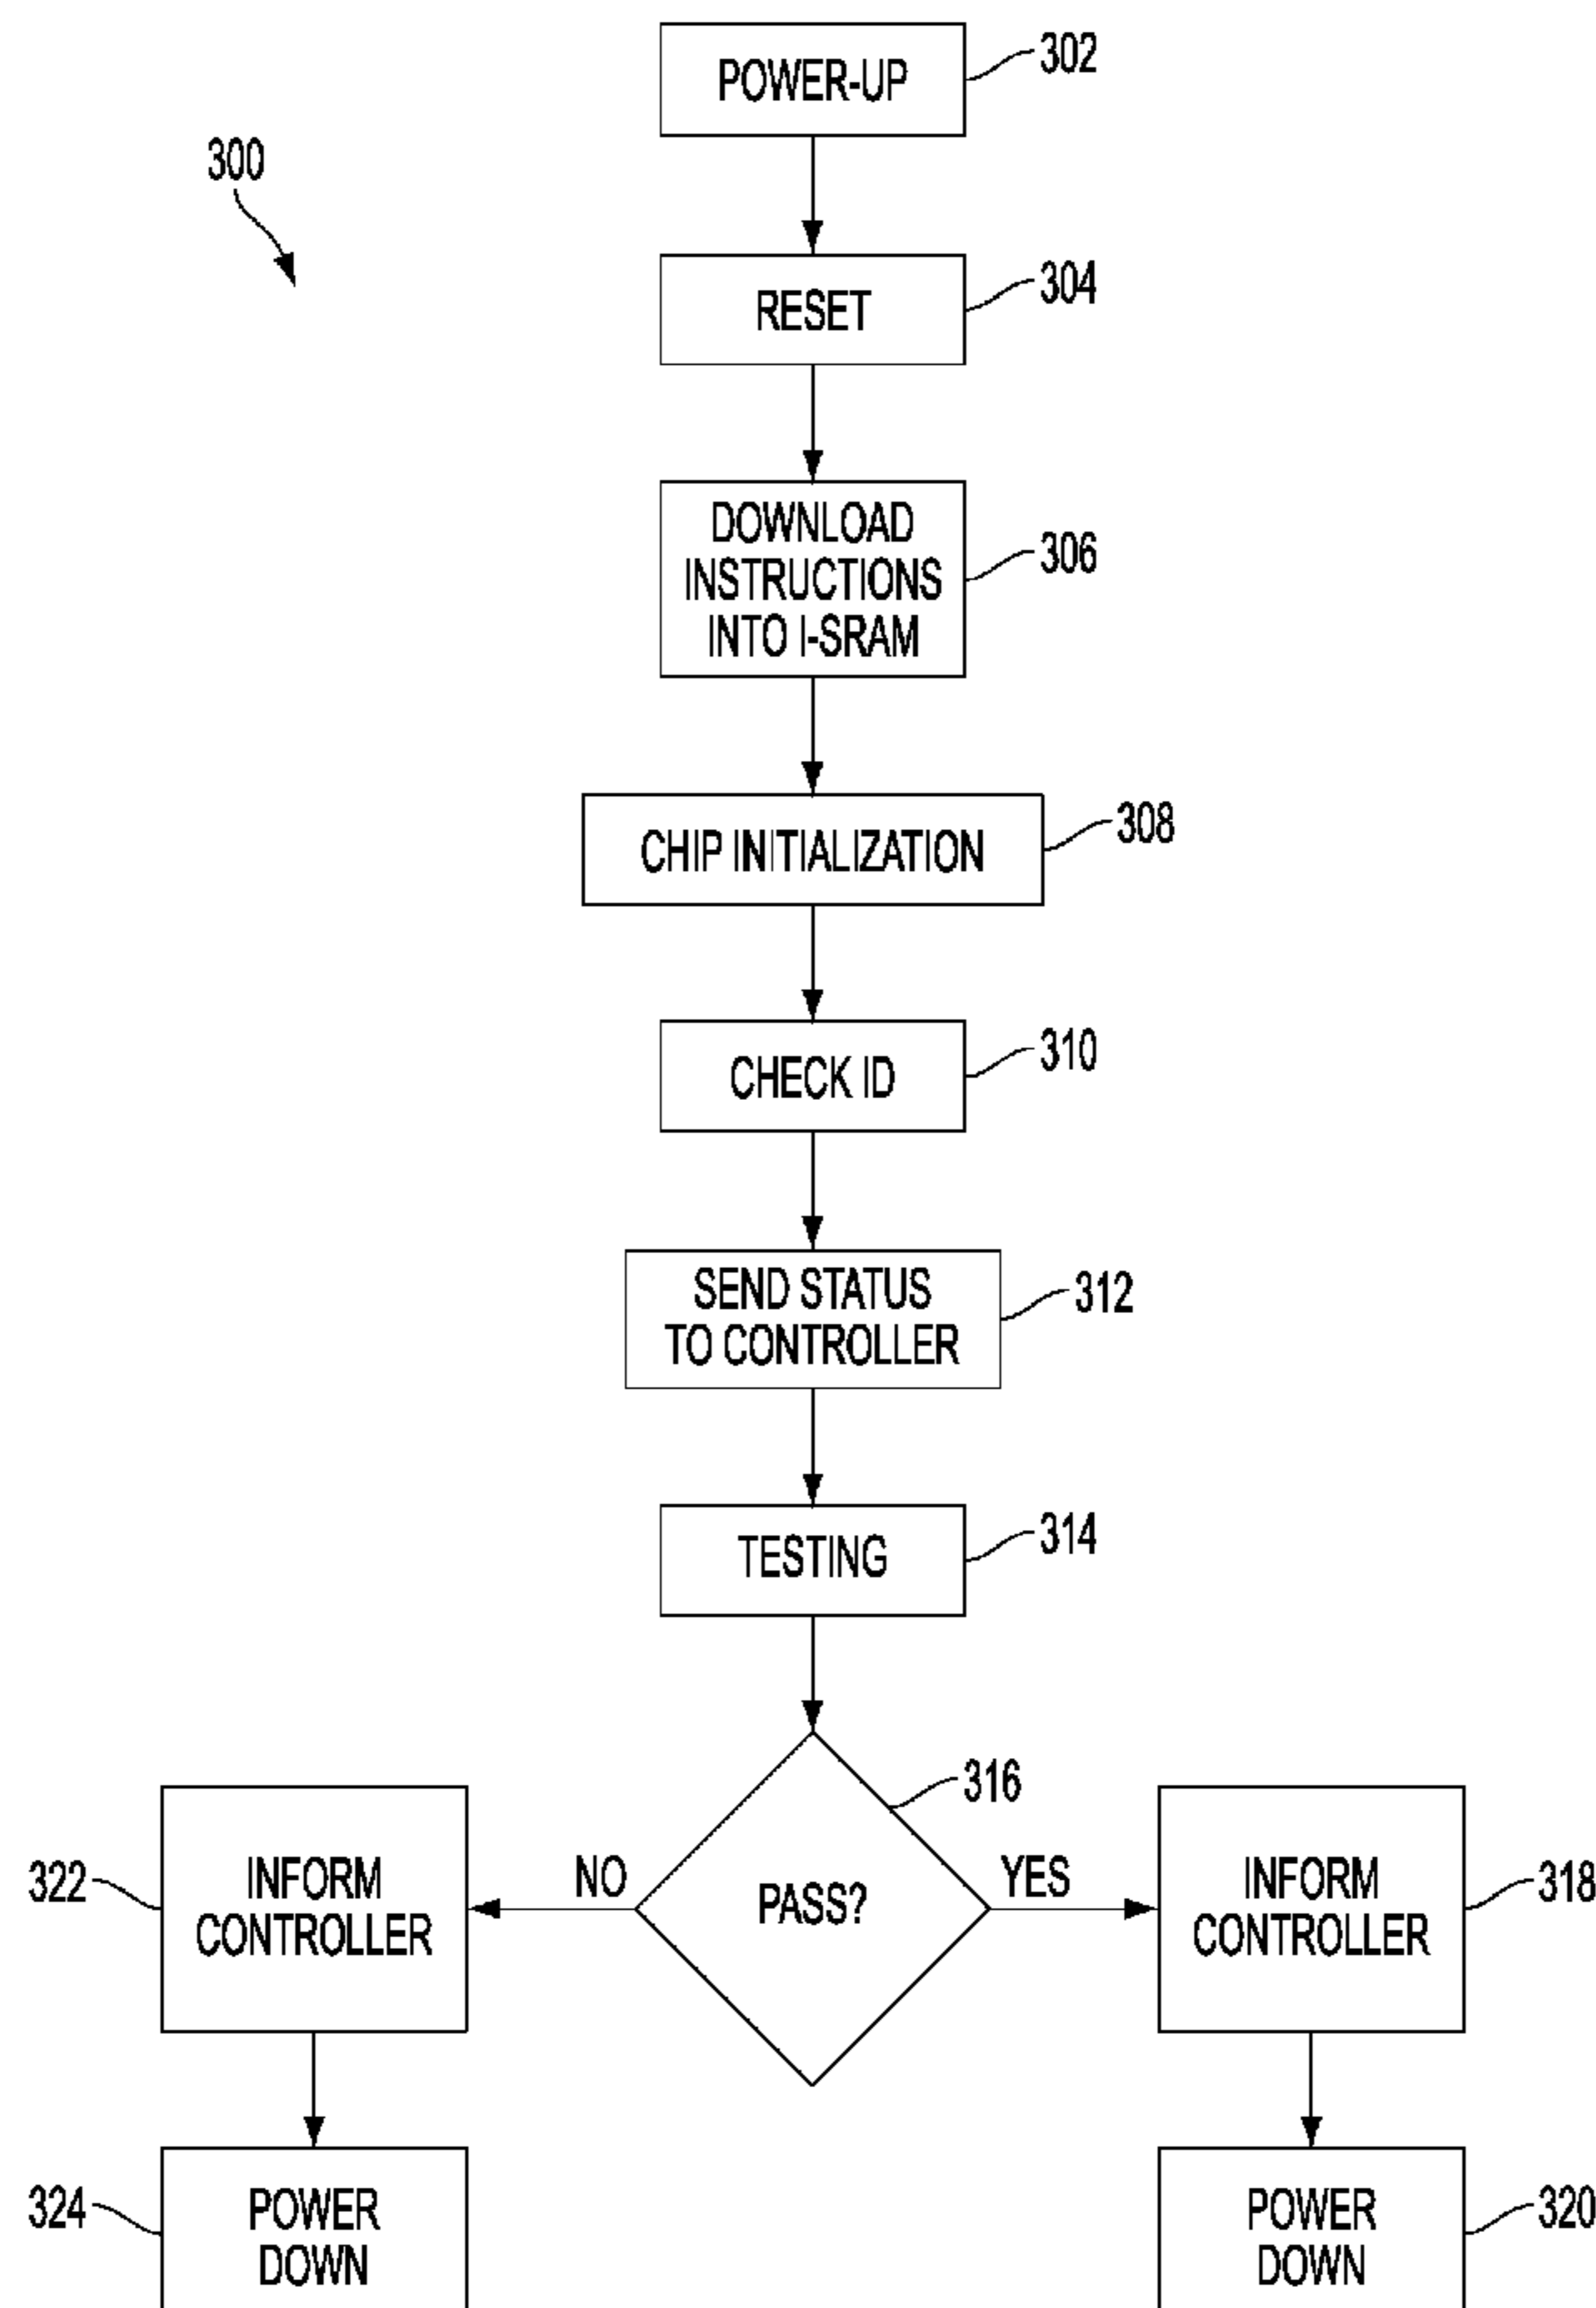 POWER-UP
302
300
RESET
304
DOWNLOAD
INSTRUCTIONS
INTO I-SRAM
306
CHIP INITIALIZATION
308
CHECK ID
310
SEND STATUS
TO CONTROLLER
312
TESTING
314
316
322
INFORM
CONTROLLER
NO
PASS?
YES
INFORM
CONTROLLER
318
324
POWER
DOWN
POWER
DOWN
320